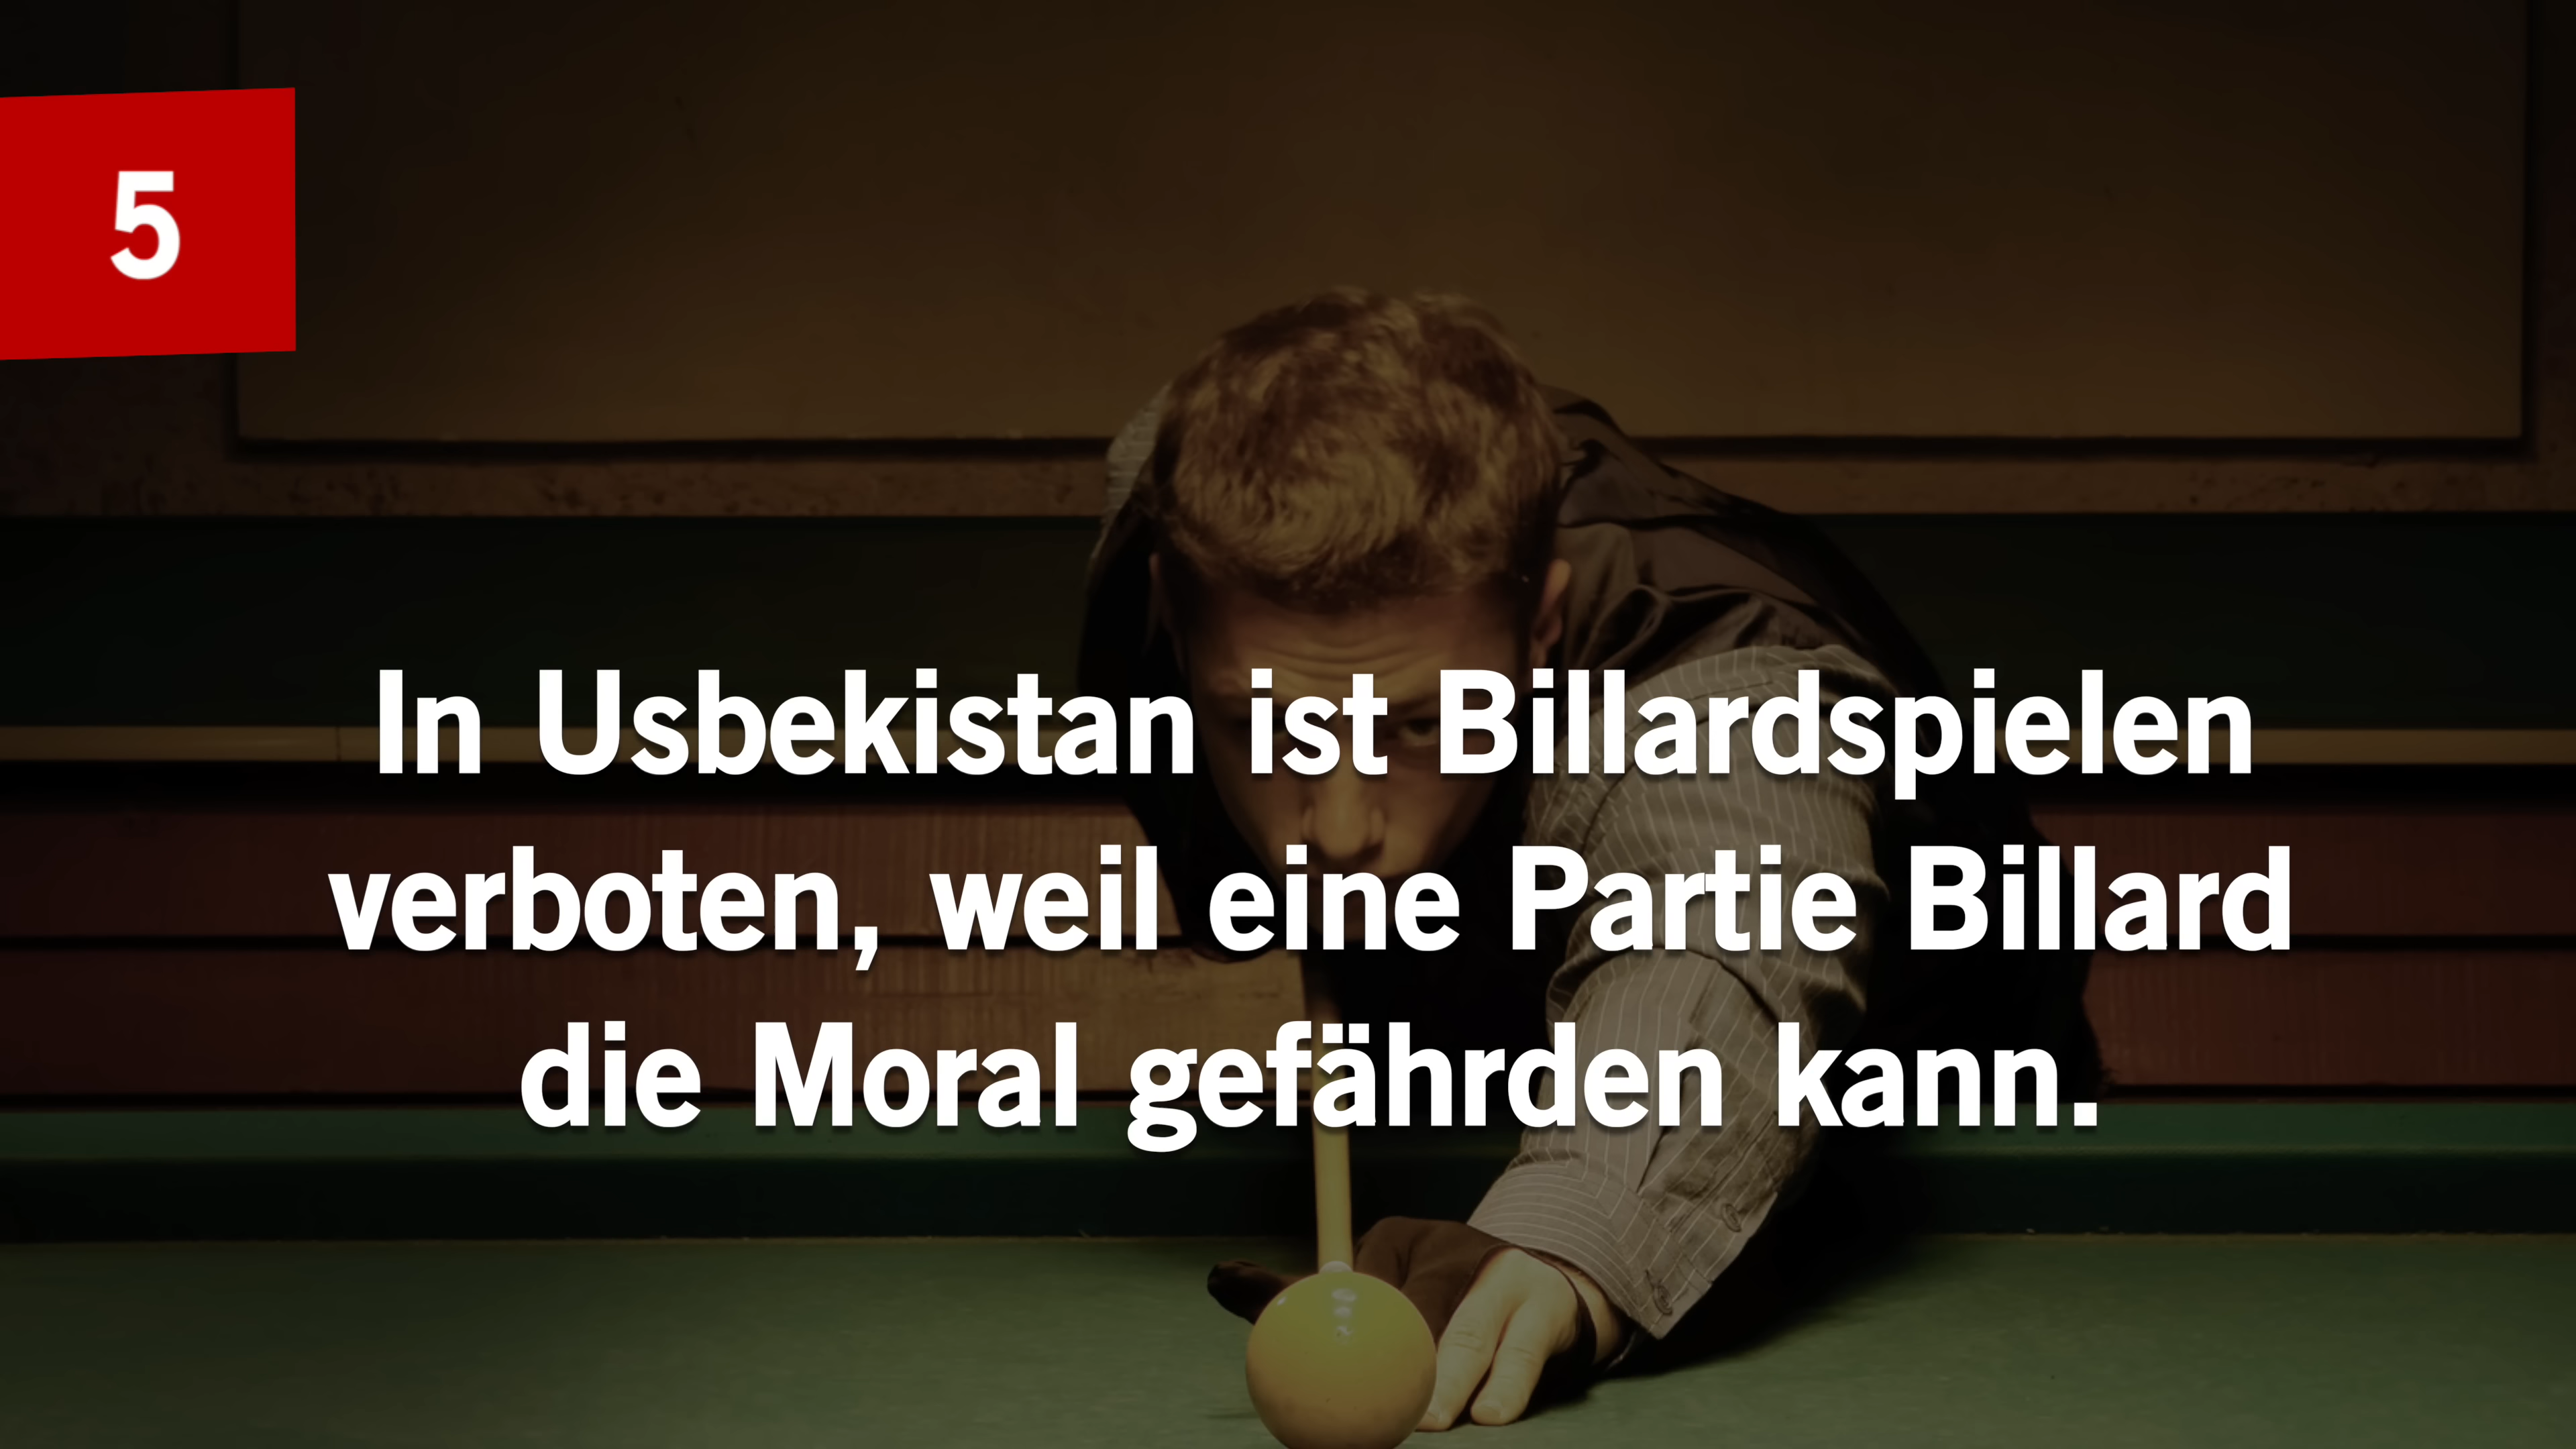 5
In Usbekistan ist Billardspielen
verboten, weil eine Partie Billard
die Moral gefährden kann.